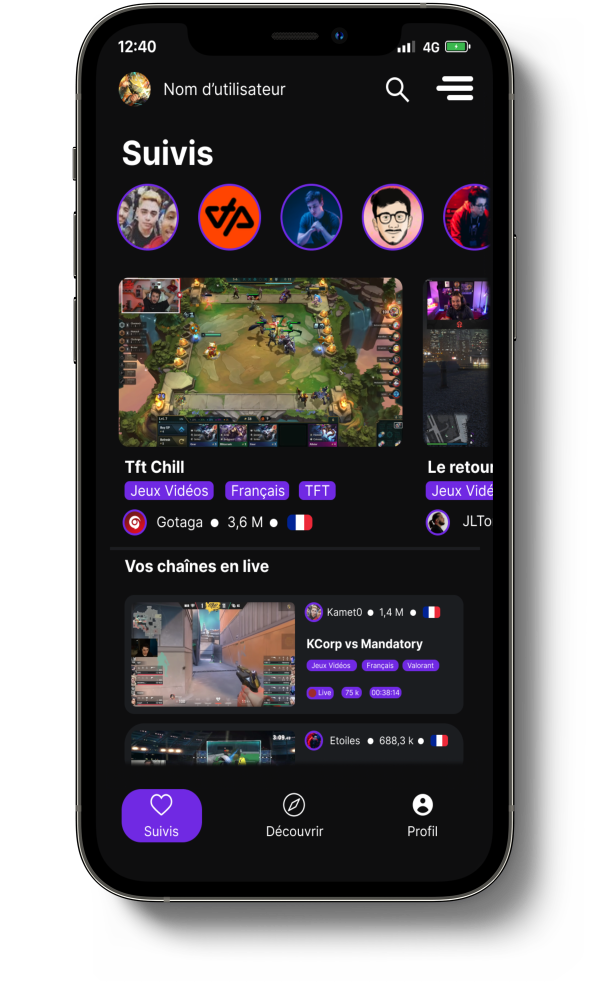 12:40
4G
Nom d’utilisateur
Suivis
Tft Chill
Jeux Vidéos Français TFT
Gotaga ● 3,6 M ●
Le retour
Jeux Vidé
JLTo
Vos chaînes en live
Kamet0 ● 1,4 M ●
KCorp vs Mandatory
Jeux Vidéos Français Valorant
Live 75 k 00:38:14
3:09
Etoiles ● 688,3 k ●
Suivis Découvrir Profil